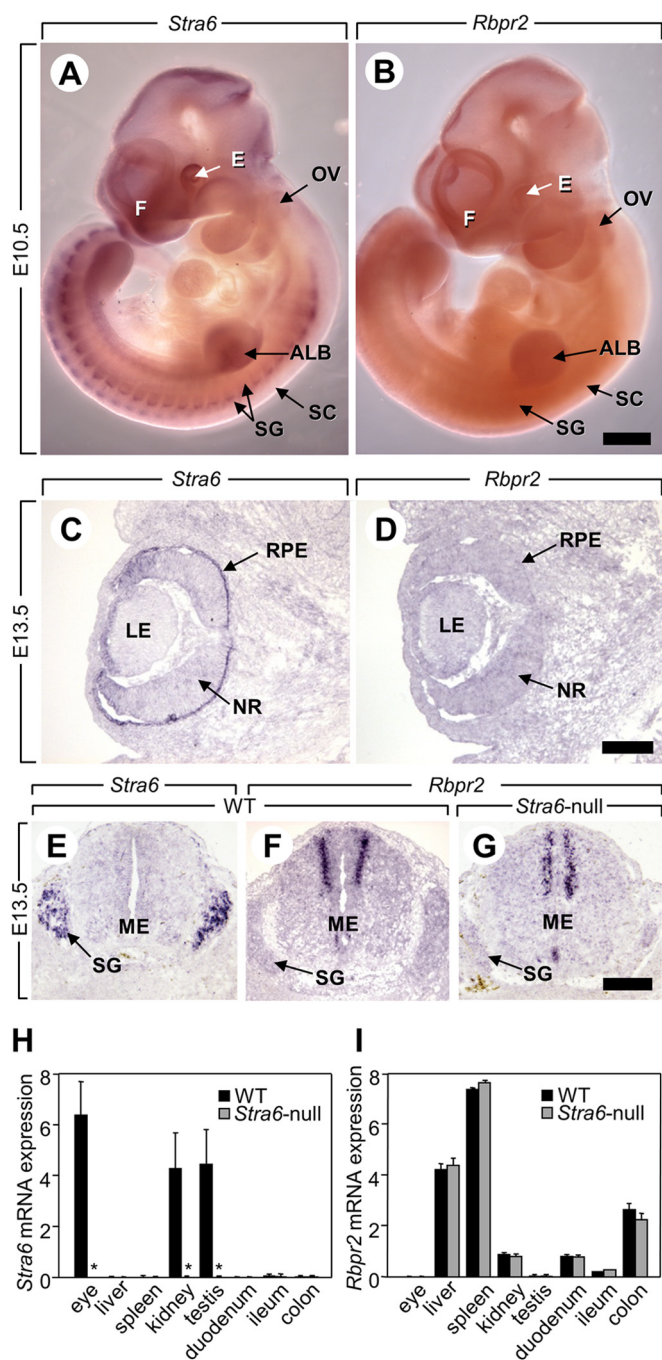 Stra6 Rbpr2
E10.5
A B
E E
OV OV
F F
ALB ALB
SC SC
SG SG
Stra6 Rbpr2
E13.5
C D
RPE RPE
LE LE
NR NR
Stra6 Rbpr2
WT Stra6-null
E13.5
E F G
ME ME ME
SG SG SG
H I
Stra6 mRNA expression
8
6
4
2
0
WT
Stra6-null
* * *
eye liver spleen kidney testis duodenum ileum colon
Rbpr2 mRNA expression
8
6
4
2
0
WT
Stra6-null
eye liver spleen kidney testis duodenum ileum colon